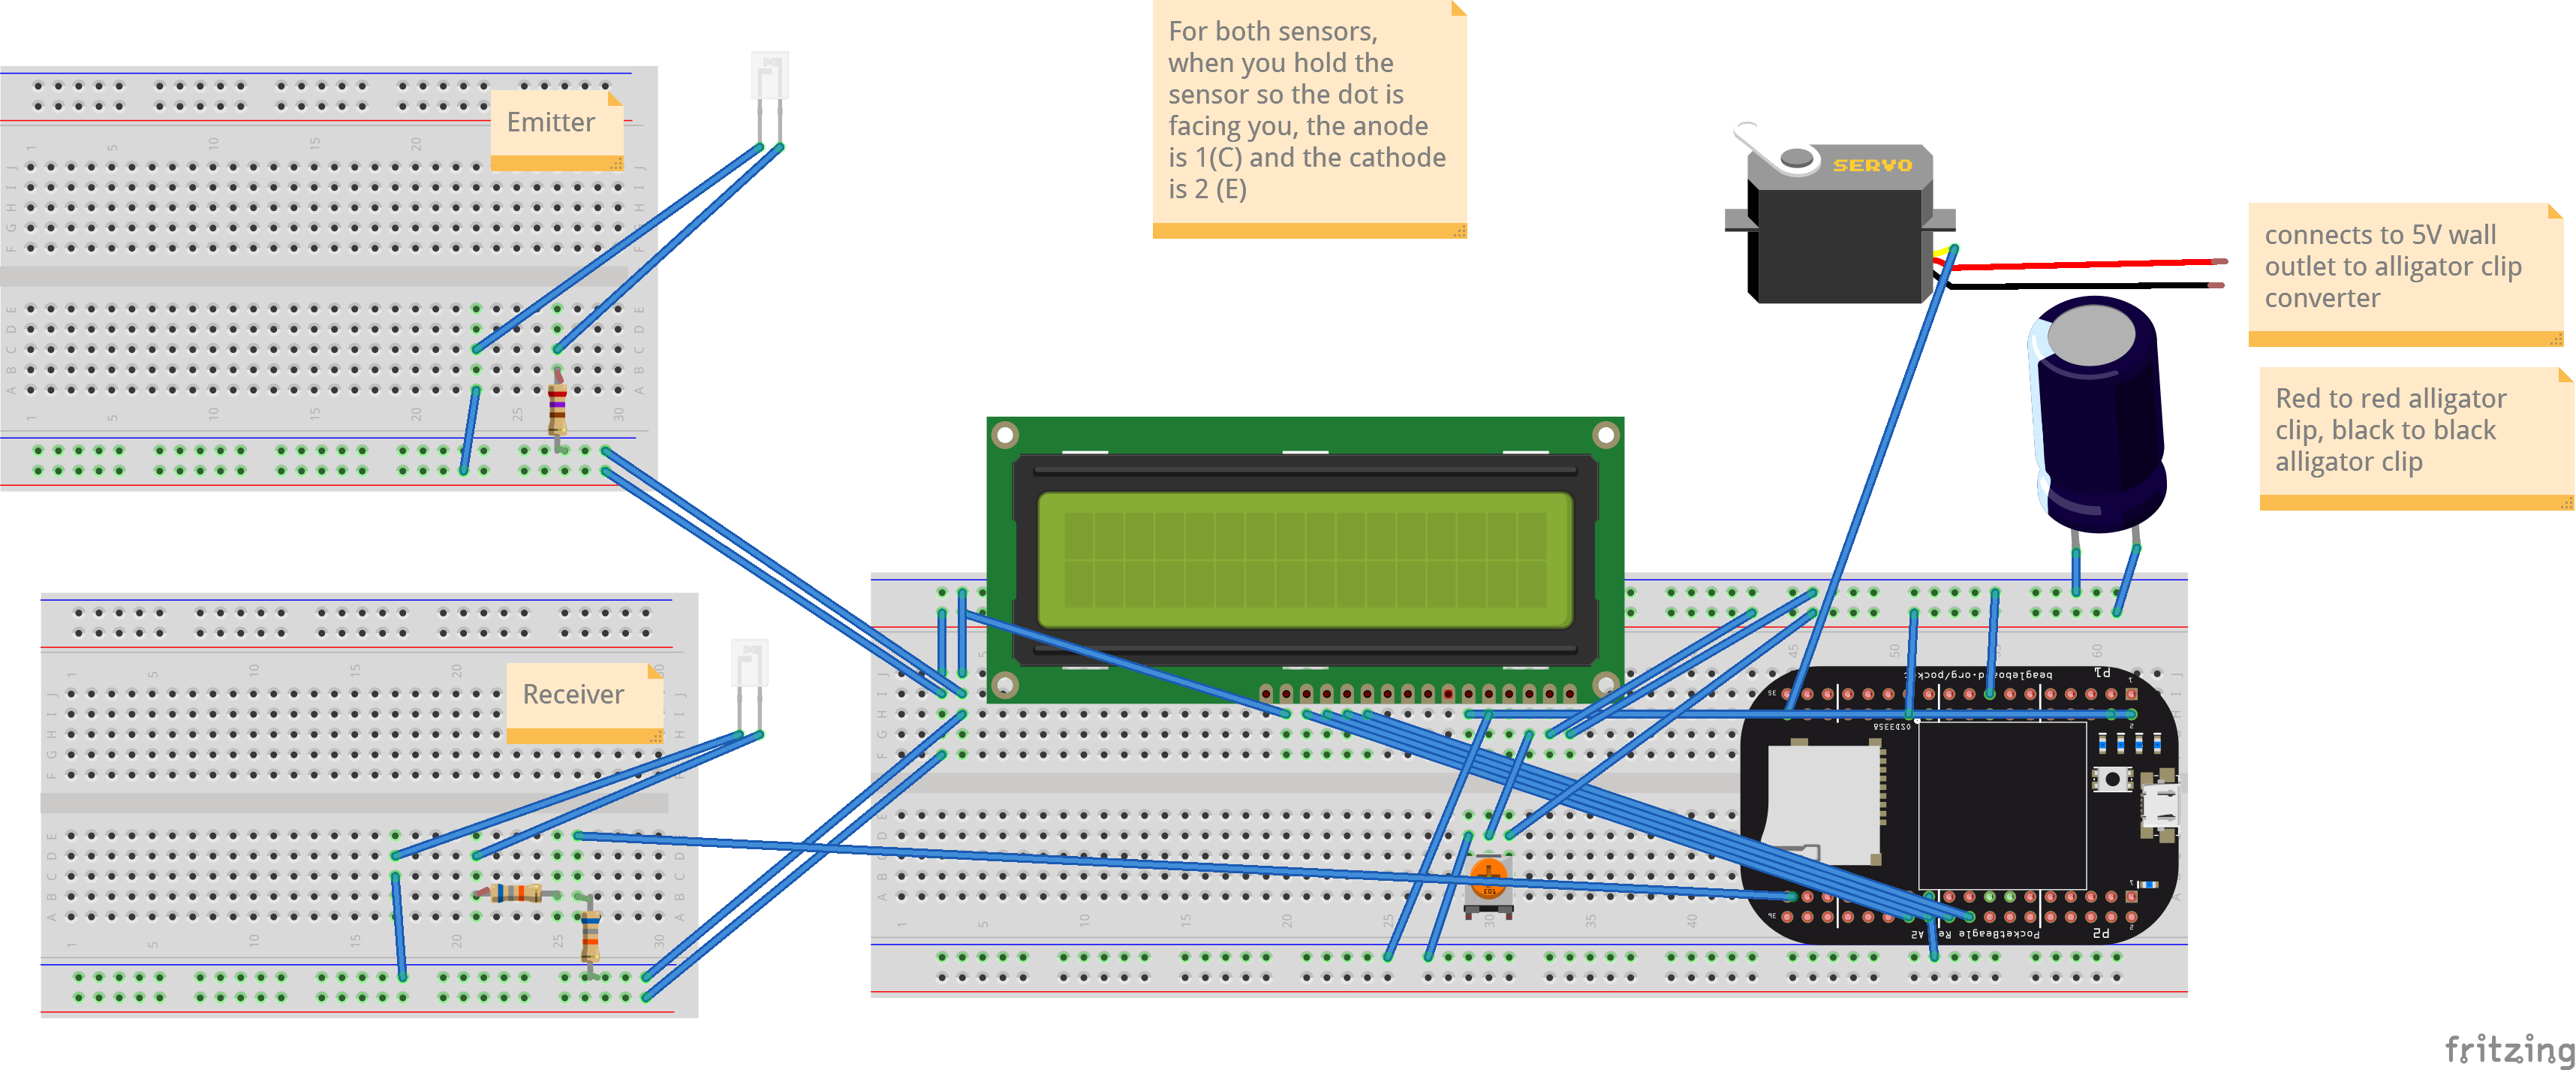 For both sensors,
when you hold the
sensor so the dot is
facing you, the anode
is 1(C) and the cathode
is 2 (E)
Emitter
SERVO
connects to 5V wall
outlet to alligator clip
converter
Red to red alligator
clip, black to black
alligator clip
Receiver
beagleboard.org/pocket
P1
OSD3358
PocketBeagle Rev A2
P2
fritzing